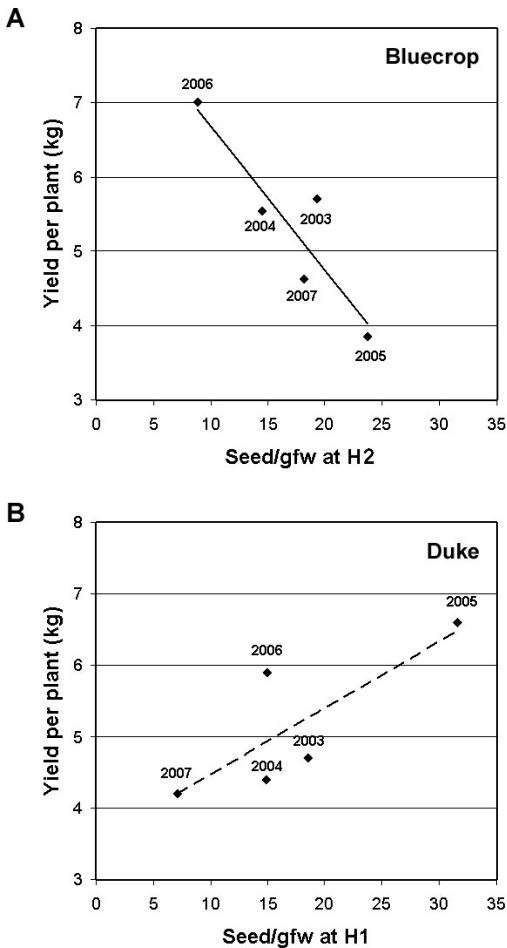 A
Bluecrop
Yield per plant (kg)
8
7
6
5
4
3
2006
2004
2003
2007
2005
0 5 10 15 20 25 30 35
Seed/gfw at H2
B
Duke
Yield per plant (kg)
8
7
6
5
4
3
2005
2006
2003
2004
2007
0 5 10 15 20 25 30 35
Seed/gfw at H1